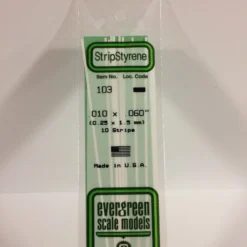 StripStyrene
Item No. Loc. Code
103
.010 x .060"
(0.25 x 1.5 mm)
10 Strips
Made in U.S.A.
evergreen
scale models